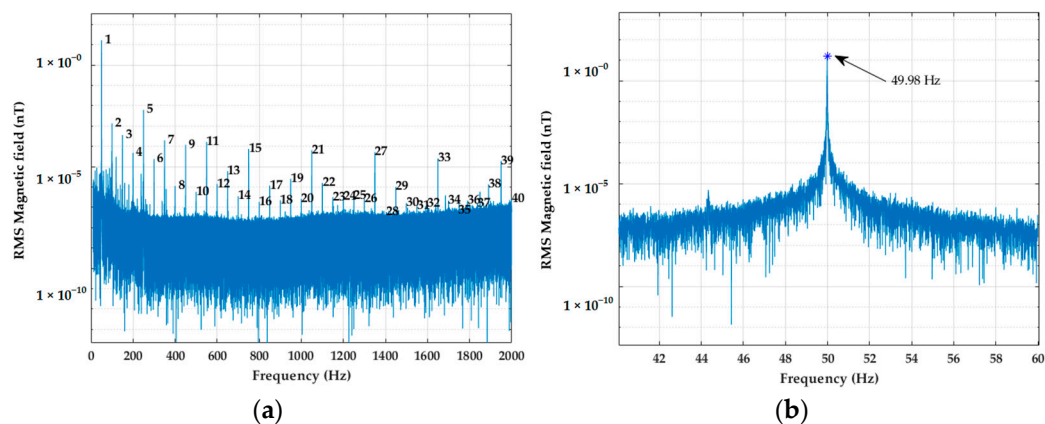 RMS Magnetic field (nT)
1 × 10⁻⁰
1 × 10⁻⁵
1 × 10⁻¹⁰
1 2 3 4 5 6 7 8 9 10 11 12 13 14 15 16 17 18 19 20 21 22 23 24 25 26 27 28 29 30 31 32 33 34 35 36 37 38 39 40
0 200 400 600 800 1000 1200 1400 1600 1800 2000
Frequency (Hz)
(a)
RMS Magnetic field (nT)
1 × 10⁻⁰
1 × 10⁻⁵
1 × 10⁻¹⁰
49.98 Hz
42 44 46 48 50 52 54 56 58 60
Frequency (Hz)
(b)